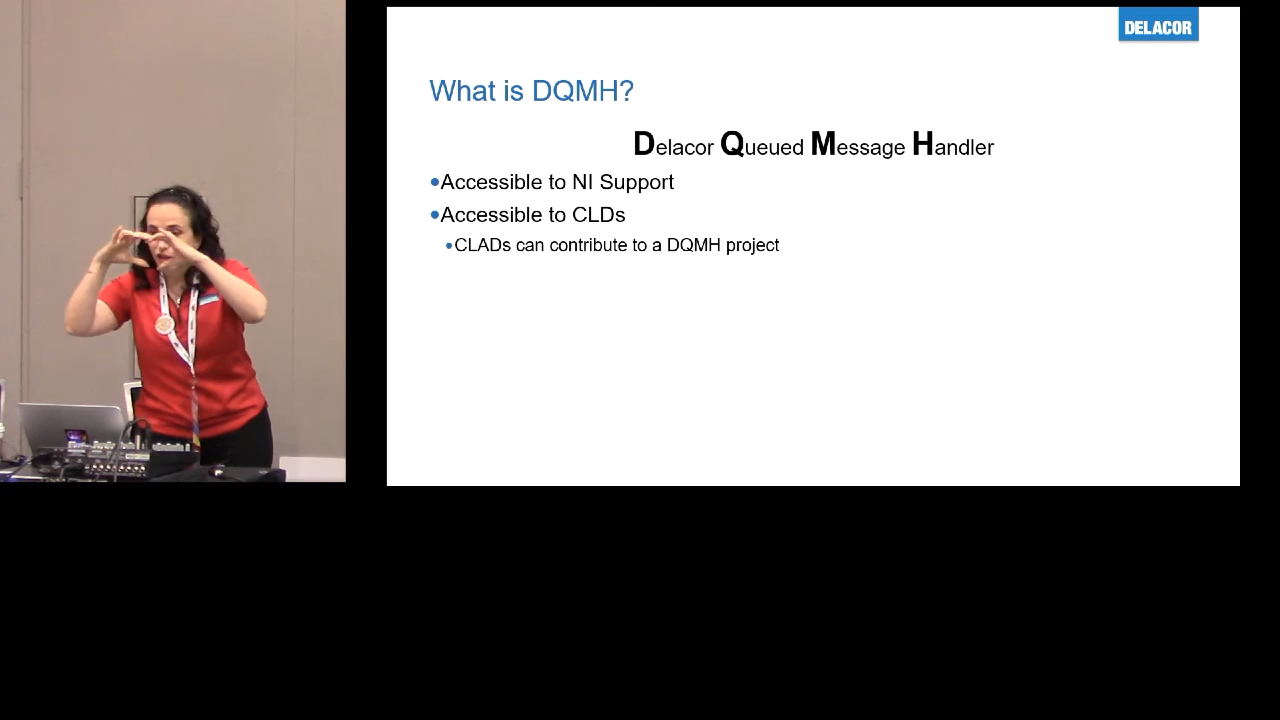 DELACOR
What is DQMH?
Delacor Queued Message Handler
•Accessible to NI Support
•Accessible to CLDs
•CLADs can contribute to a DQMH project